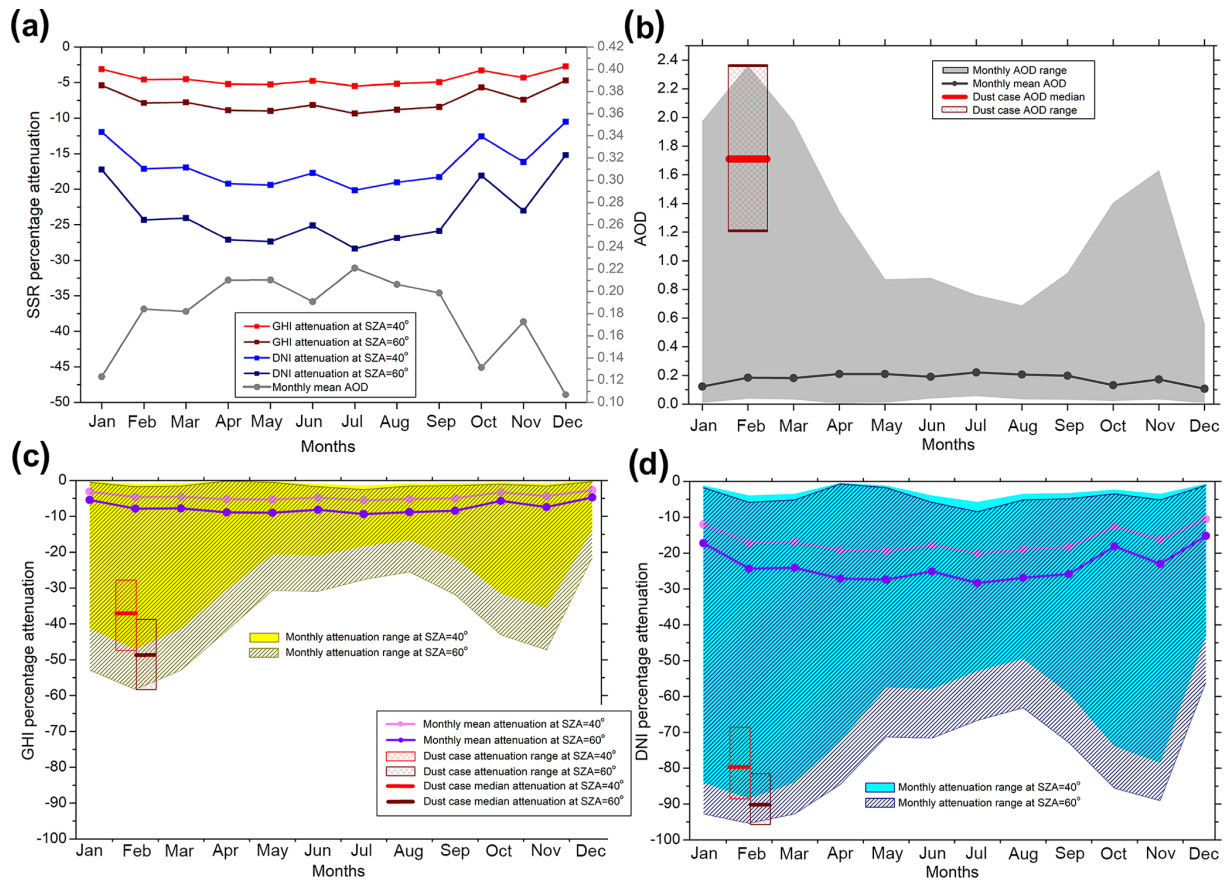 (a)
0
-5
-10
-15
-20
-25
-30
-35
-40
-45
-50
SSR percentage attenuation
0.42
0.40
0.38
0.36
0.34
0.32
0.30
0.28
0.26
0.24
0.22
0.20
0.18
0.16
0.14
0.12
0.10
GHI attenuation at SZA=40°
GHI attenuation at SZA=60°
DNI attenuation at SZA=40°
DNI attenuation at SZA=60°
Monthly mean AOD
Jan Feb Mar Apr May Jun Jul Aug Sep Oct Nov Dec
Months
(b)
2.4
2.2
2.0
1.8
1.6
1.4
1.2
1.0
0.8
0.6
0.4
0.2
0.0
AOD
Monthly AOD range
Monthly mean AOD
Dust case AOD median
Dust case AOD range
Jan Feb Mar Apr May Jun Jul Aug Sep Oct Nov Dec
Months
(c)
0
-10
-20
-30
-40
-50
-60
-70
-80
-90
-100
GHI percentage attenuation
Monthly attenuation range at SZA=40°
Monthly attenuation range at SZA=60°
Monthly mean attenuation at SZA=40°
Monthly mean attenuation at SZA=60°
Dust case attenuation range at SZA=40°
Dust case attenuation range at SZA=60°
Dust case median attenuation at SZA=40°
Dust case median attenuation at SZA=60°
Jan Feb Mar Apr May Jun Jul Aug Sep Oct Nov Dec
Months
(d)
0
-10
-20
-30
-40
-50
-60
-70
-80
-90
-100
DNI percentage attenuation
Monthly attenuation range at SZA=40°
Monthly attenuation range at SZA=60°
Jan Feb Mar Apr May Jun Jul Aug Sep Oct Nov Dec
Months